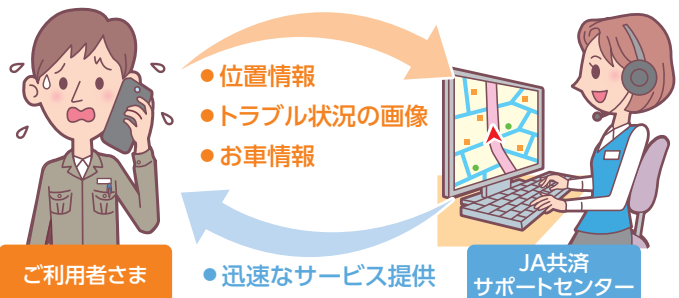 ●位置情報
●トラブル状況の画像
●お車情報
ご利用者さま
●迅速なサービス提供
JA共済
サポートセンター